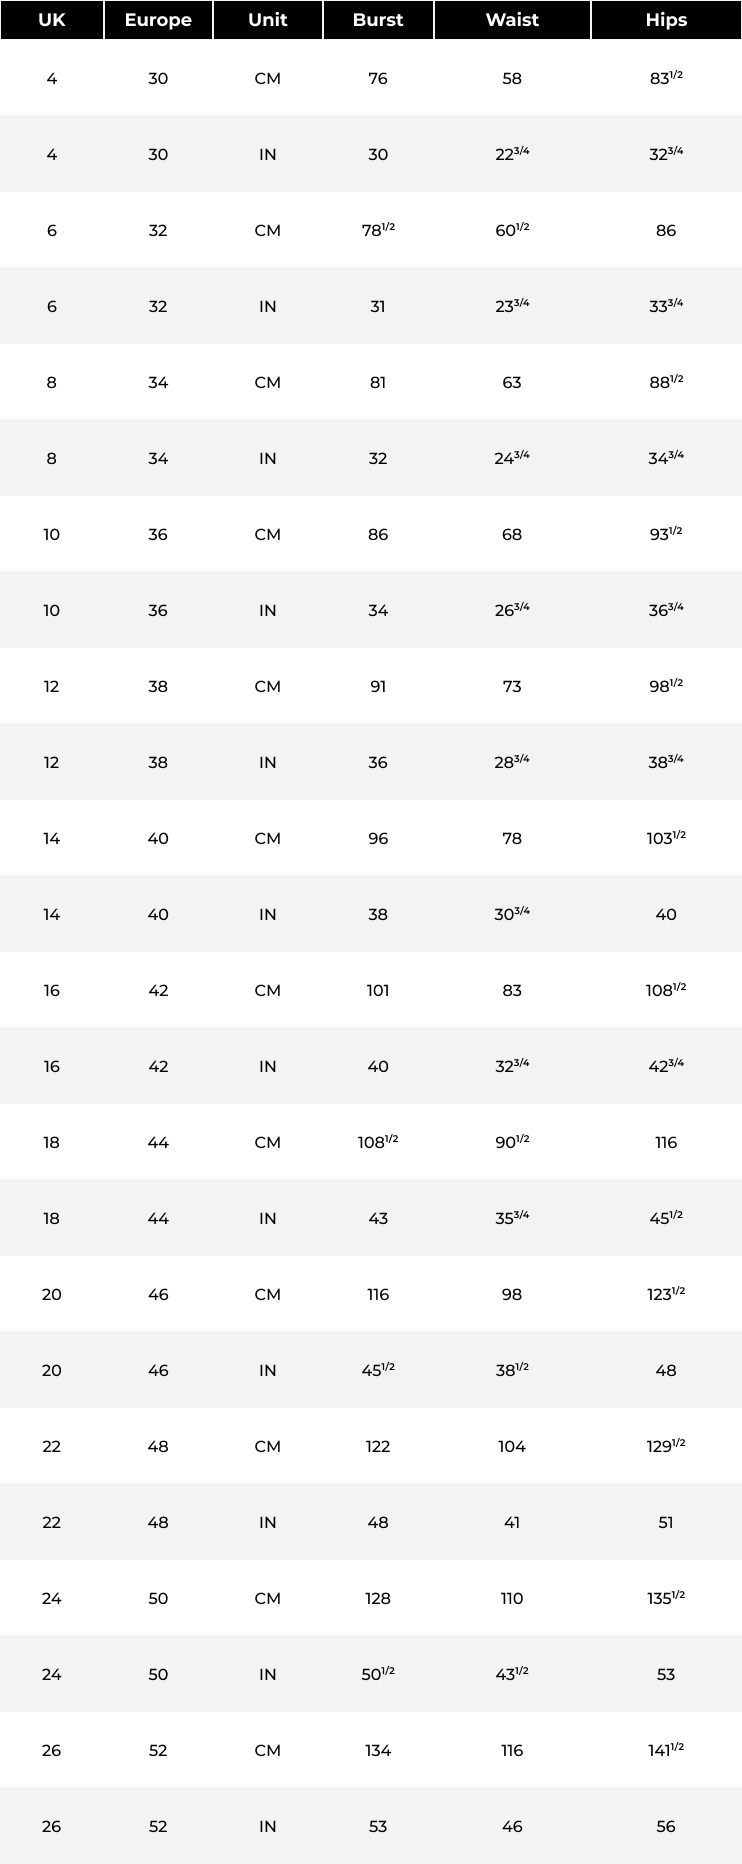 UK Europe Unit Burst Waist Hips
4 30 CM 76 58 83 1/2
4 30 IN 30 22 3/4 32 3/4
6 32 CM 78 1/2 60 1/2 86
6 32 IN 31 23 3/4 33 3/4
8 34 CM 81 63 88 1/2
8 34 IN 32 24 3/4 34 3/4
10 36 CM 86 68 93 1/2
10 36 IN 34 26 3/4 36 3/4
12 38 CM 91 73 98 1/2
12 38 IN 36 28 3/4 38 3/4
14 40 CM 96 78 103 1/2
14 40 IN 38 30 3/4 40
16 42 CM 101 83 108 1/2
16 42 IN 40 32 3/4 42 3/4
18 44 CM 108 1/2 90 1/2 116
18 44 IN 43 35 3/4 45 1/2
20 46 CM 116 98 123 1/2
20 46 IN 45 1/2 38 1/2 48
22 48 CM 122 104 129 1/2
22 48 IN 48 41 51
24 50 CM 128 110 135 1/2
24 50 IN 50 1/2 43 1/2 53
26 52 CM 134 116 141 1/2
26 52 IN 53 46 56